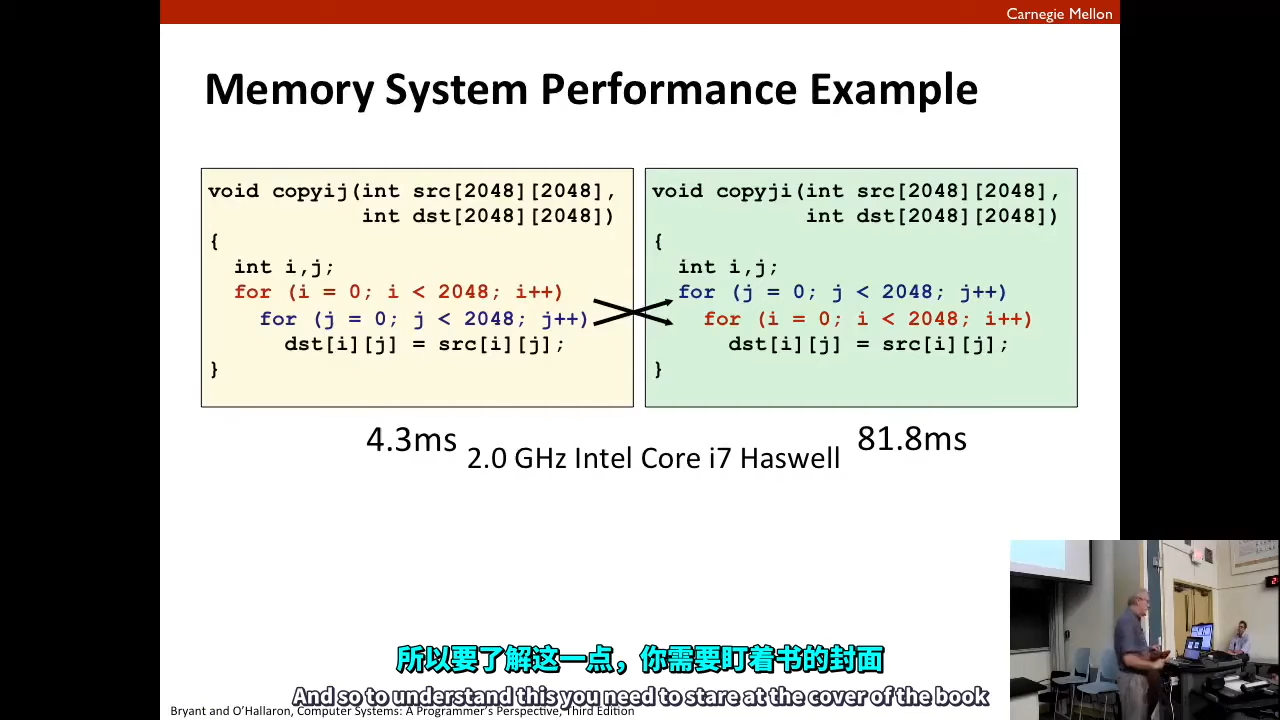 Carnegie Mellon
Memory System Performance Example
void copyij(int src[2048][2048],
int dst[2048][2048])
{
int i,j;
for (i = 0; i < 2048; i++)
for (j = 0; j < 2048; j++)
dst[i][j] = src[i][j];
}
void copyji(int src[2048][2048],
int dst[2048][2048])
{
int i,j;
for (j = 0; j < 2048; j++)
for (i = 0; i < 2048; i++)
dst[i][j] = src[i][j];
}
4.3ms
2.0 GHz Intel Core i7 Haswell
81.8ms
所以要了解这一点，你需要盯着书的封面
And so to understand this you need to stare at the cover of the book
Bryant and O'Hallaron, Computer Systems: A Programmer's Perspective, Third Edition